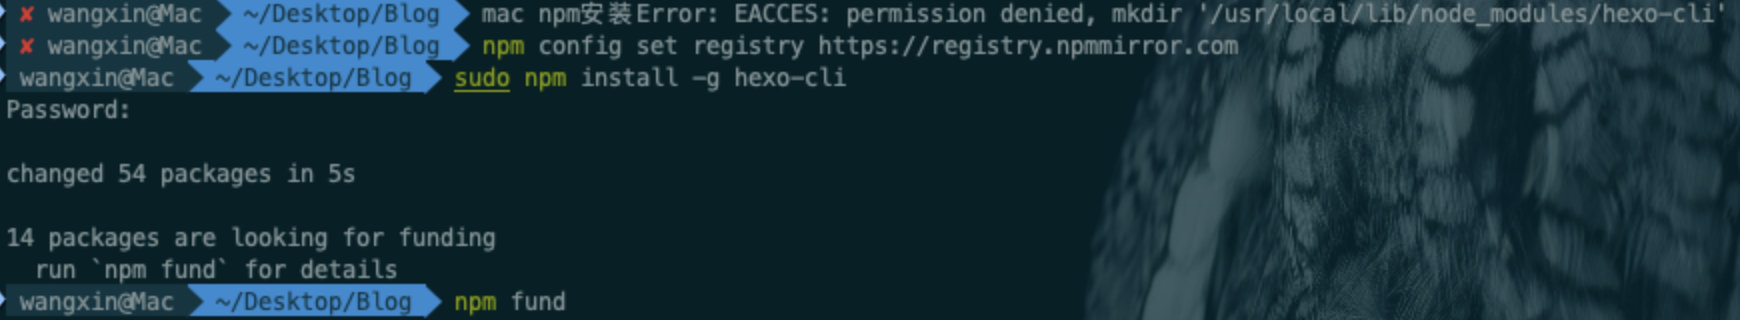 ✘ wangxin@Mac ~/Desktop/Blog mac npm安装Error: EACCES: permission denied, mkdir '/usr/local/lib/node_modules/hexo-cli'
✘ wangxin@Mac ~/Desktop/Blog npm config set registry https://registry.npmmirror.com
wangxin@Mac ~/Desktop/Blog sudo npm install -g hexo-cli
Password:
changed 54 packages in 5s
14 packages are looking for funding
run `npm fund` for details
wangxin@Mac ~/Desktop/Blog npm fund